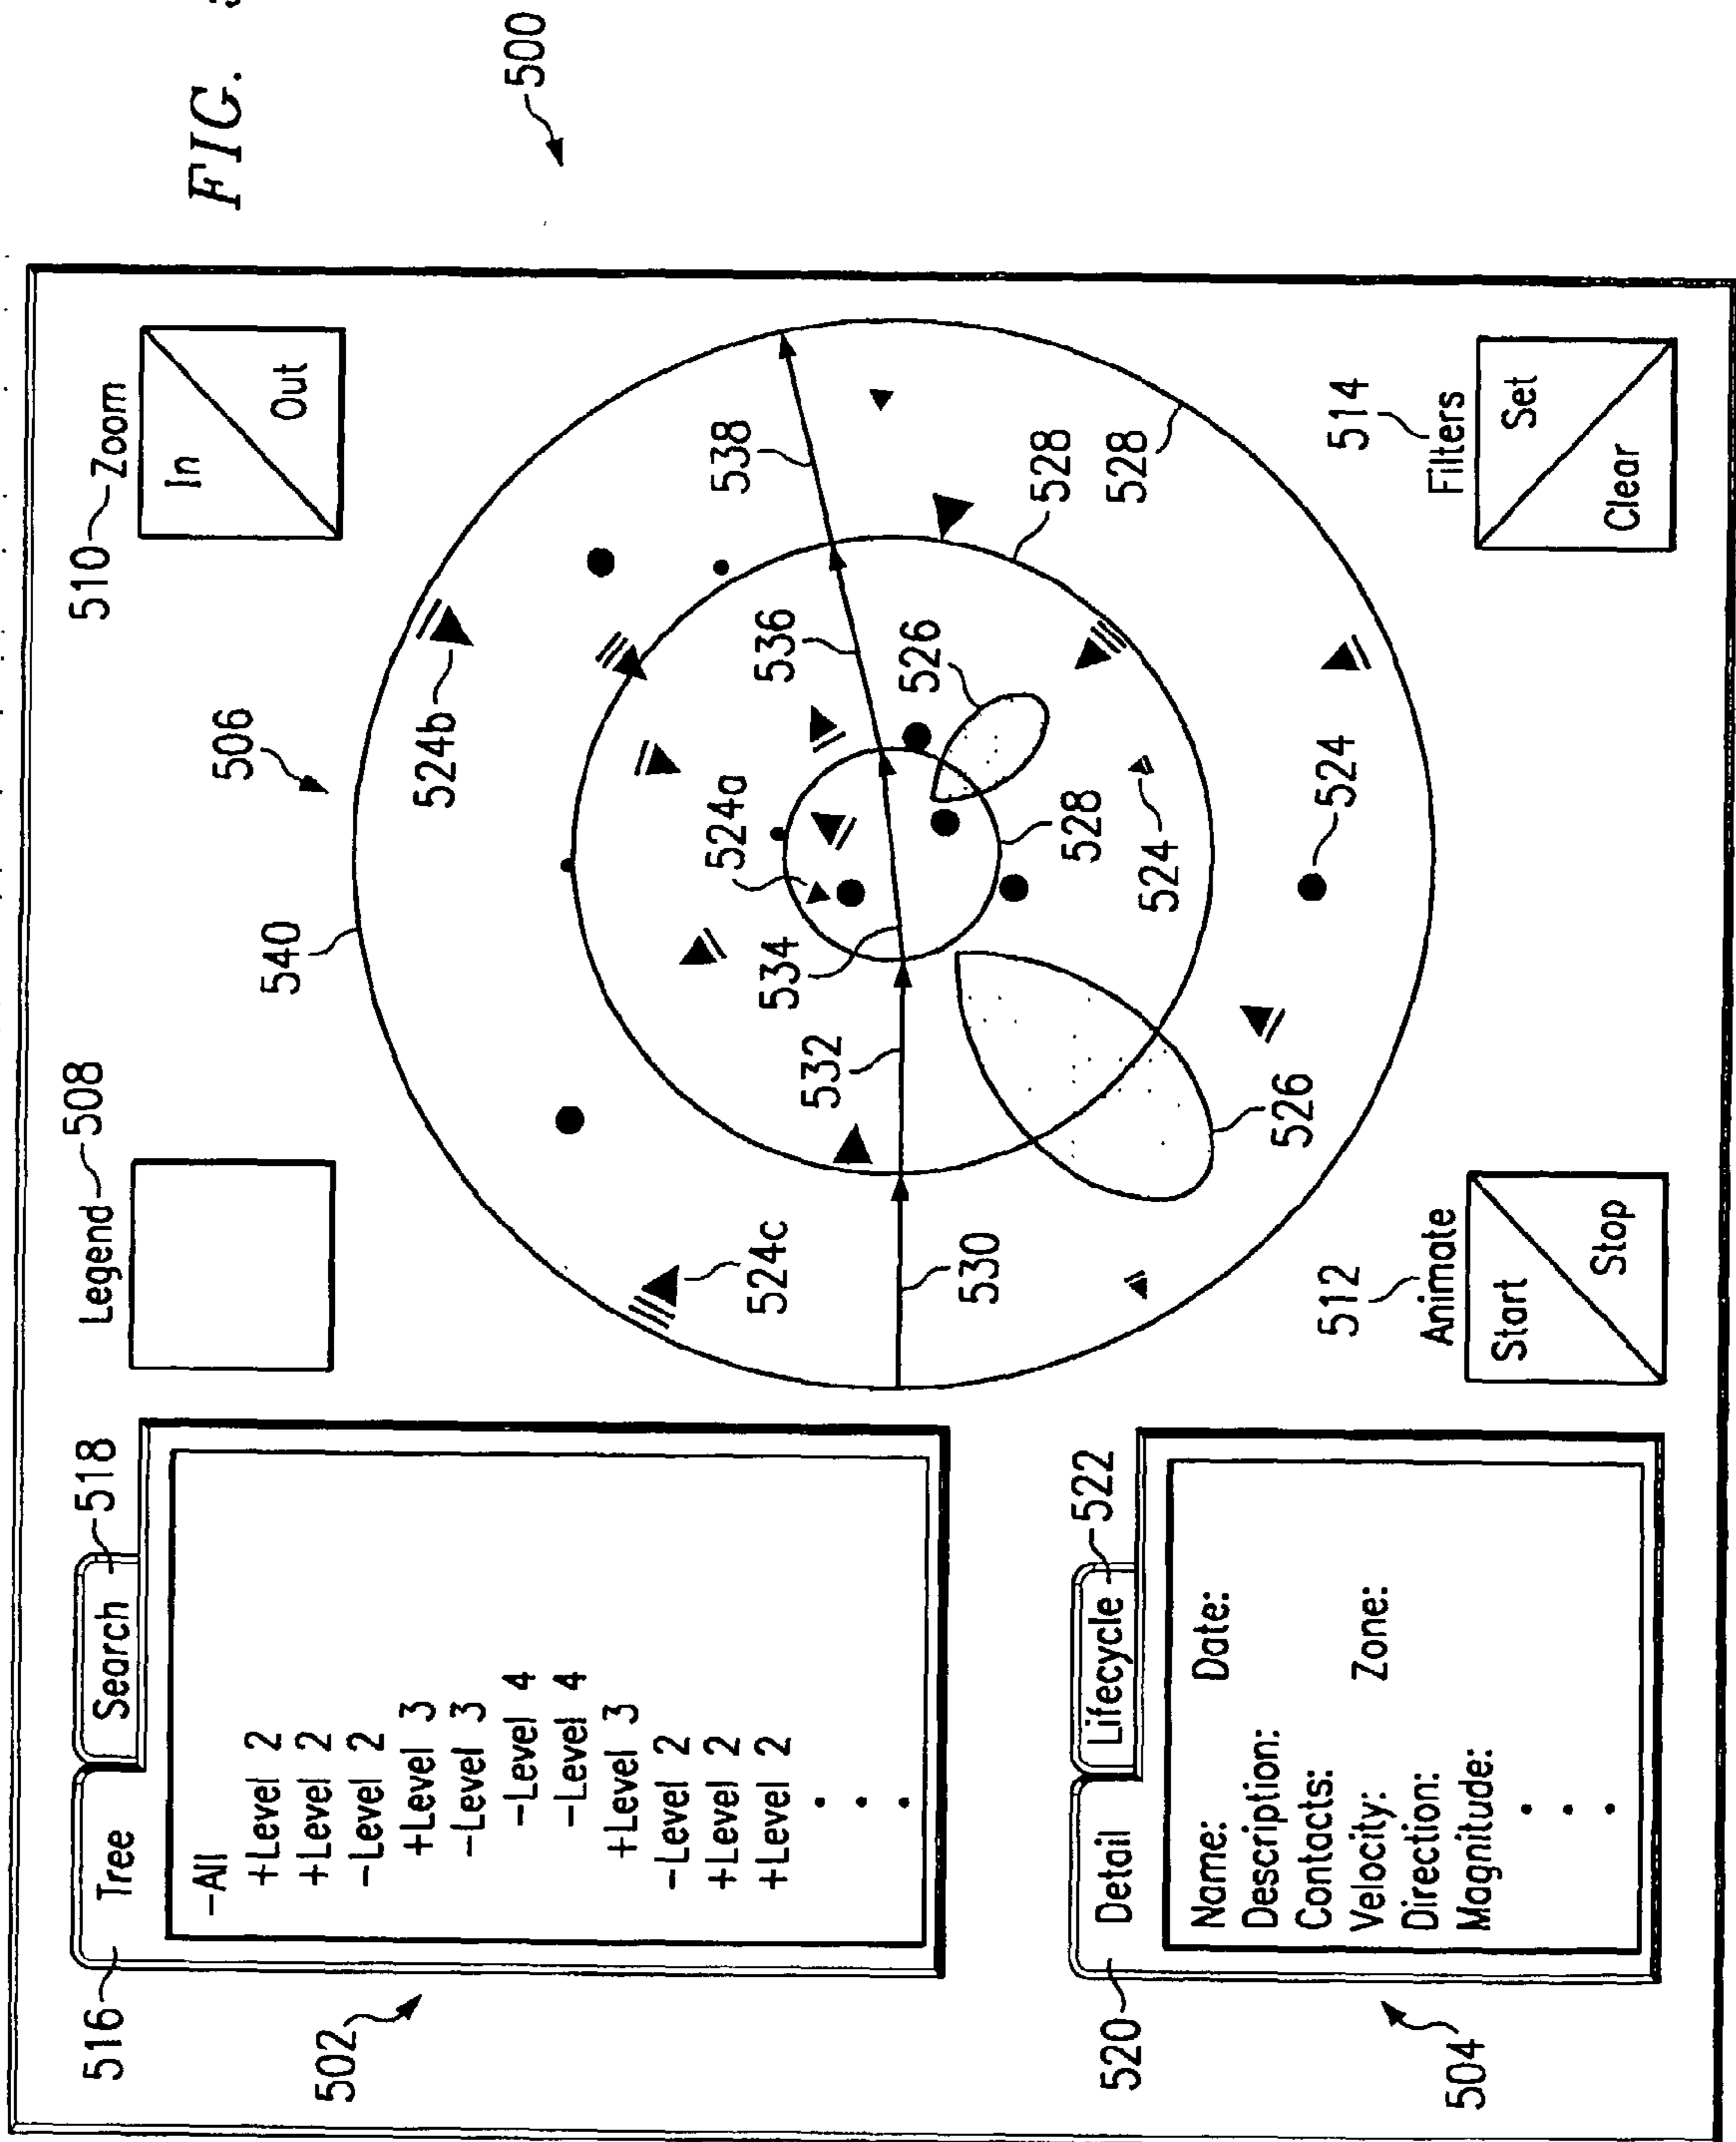 FIG.
500
516
Tree
Search
518
-All
+Level 2
+Level 2
-Level 2
+Level 3
-Level 3
-Level 4
-Level 4
+Level 3
-Level 2
+Level 2
+Level 2
502
520
Detail
Lifecycle
522
Name:
Date:
Description:
Contacts:
Velocity:
Zone:
Direction:
Magnitude:
504
Legend
508
510
Zoom
In
Out
506
540
524b
524c
524a
538
536
534
532
530
526
528
528
528
524
524
526
512
Animate
Start
Stop
514
Filters
Set
Clear